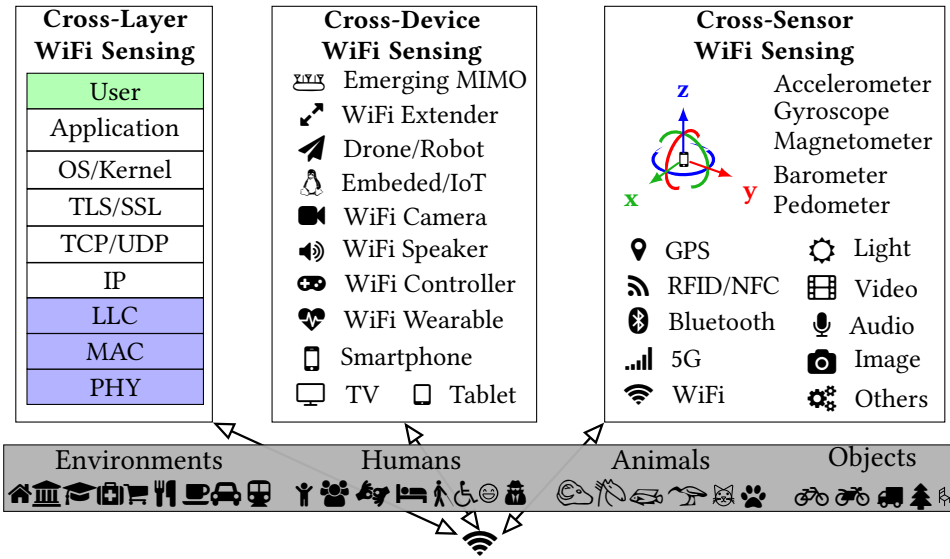 Cross-Layer
WiFi Sensing
User
Application
OS/Kernel
TLS/SSL
TCP/UDP
IP
LLC
MAC
PHY
Cross-Device
WiFi Sensing
Emerging MIMO
WiFi Extender
Drone/Robot
Embeded/IoT
WiFi Camera
WiFi Speaker
WiFi Controller
WiFi Wearable
Smartphone
TV Tablet
Cross-Sensor
WiFi Sensing
z
x
y
Accelerometer
Gyroscope
Magnetometer
Barometer
Pedometer
GPS
RFID/NFC
Bluetooth
5G
WiFi
Light
Video
Audio
Image
Others
Environments Humans Animals Objects